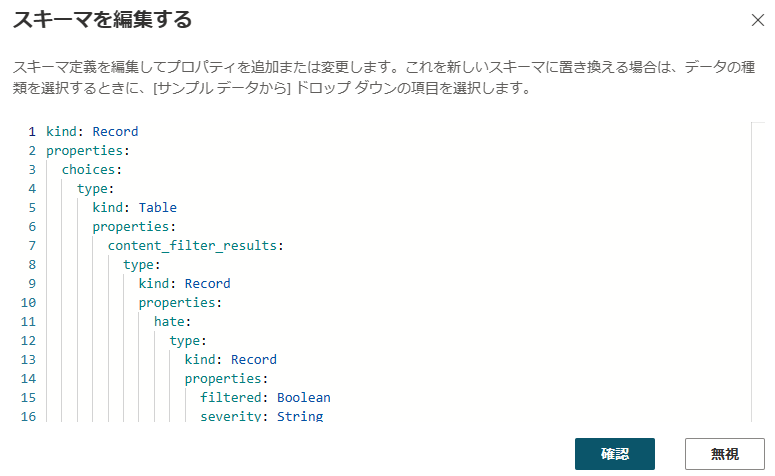 スキーマを編集する
スキーマ定義を編集してプロパティを追加または変更します。これを新しいスキーマに置き換える場合は、データの種
類を選択するときに、[サンプル データから] ドロップ ダウンの項目を選択します。
1 kind: Record
2 properties:
3 choices:
4 type:
5 kind: Table
6 properties:
7 content_filter_results:
8 type:
9 kind: Record
10 properties:
11 hate:
12 type:
13 kind: Record
14 properties:
15 filtered: Boolean
16 severity: String
確認 無視